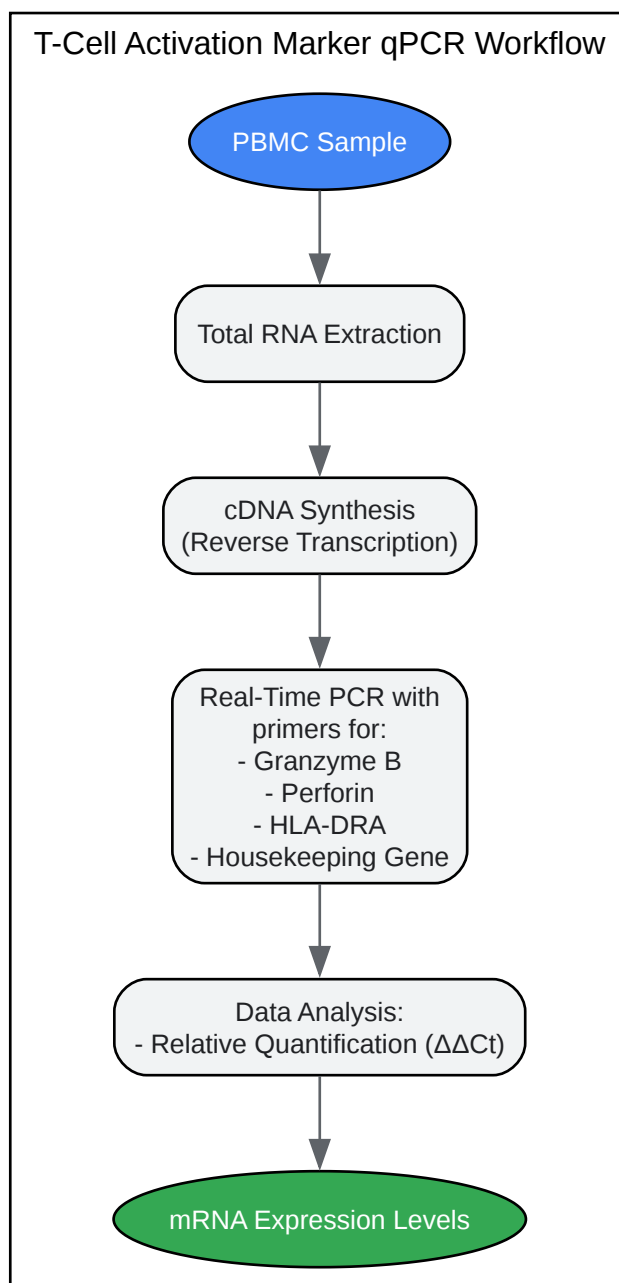 T-Cell Activation Marker qPCR Workflow
PBMC Sample
Total RNA Extraction
cDNA Synthesis
(Reverse Transcription)
Real-Time PCR with
primers for:
- Granzyme B
- Perforin
- HLA-DRA
- Housekeeping Gene
Data Analysis:
- Relative Quantification (ΔΔCt)
mRNA Expression Levels